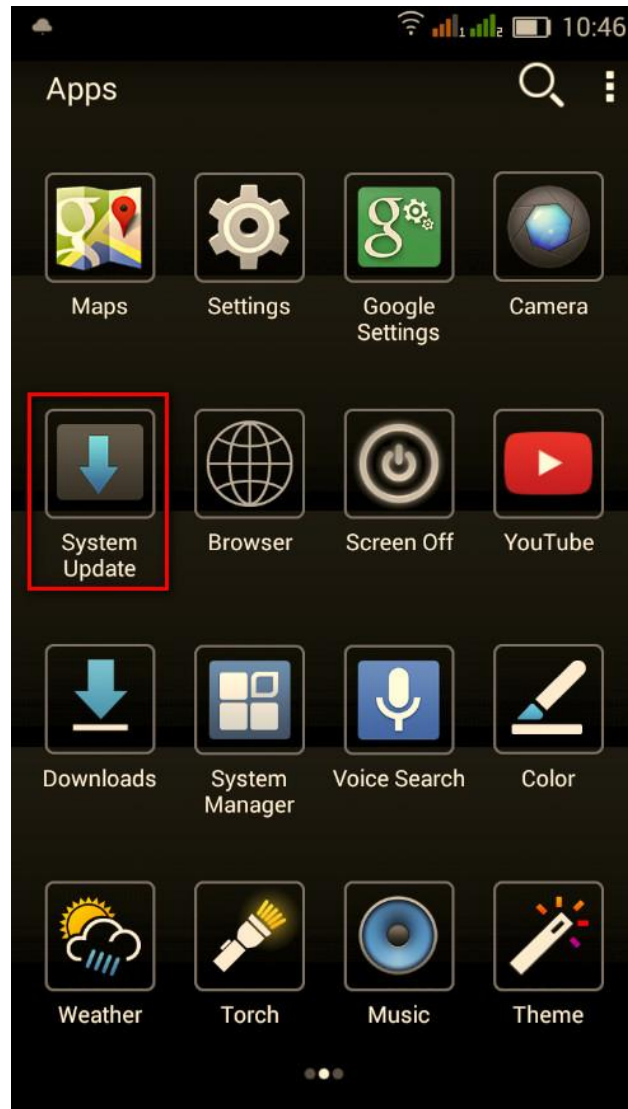 10:46
Apps
Maps
Settings
Google
Settings
Camera
System
Update
Browser
Screen Off
YouTube
Downloads
System
Manager
Voice Search
Color
Weather
Torch
Music
Theme